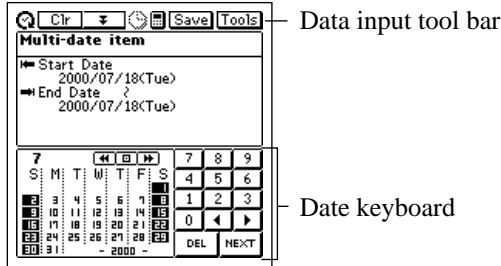 Clr Save Tools
Data input tool bar
Multi-date item
Start Date
2000/07/18(Tue)
End Date ~
2000/07/18(Tue)
7
S M T W T F S
1
2 3 4 5 6 7 8
9 10 11 12 13 14 15
16 17 18 19 20 21 22
23 24 25 26 27 28 29
30 31 - 2000 -
7 8 9
4 5 6
1 2 3
0
DEL NEXT
Date keyboard